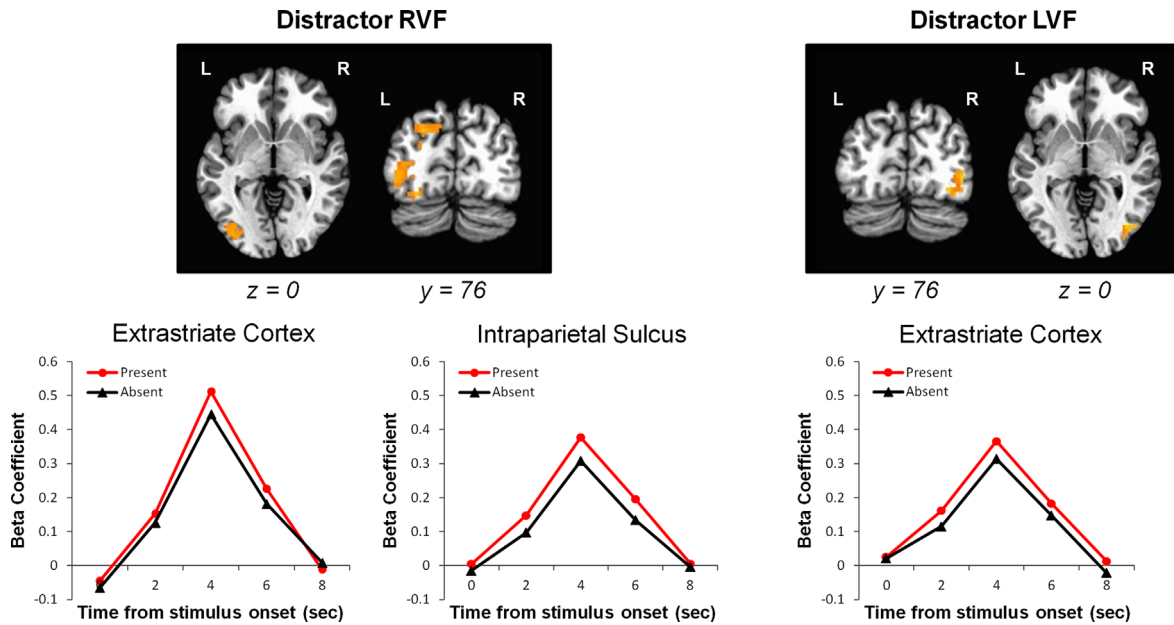 Distractor RVF
Distractor LVF
L R L R
L R L R
z = 0 y = 76
y = 76 z = 0
Extrastriate Cortex
Beta Coefficient
0.6
0.5
0.4
0.3
0.2
0.1
0
-0.1
Present
Absent
0 2 4 6 8
Time from stimulus onset (sec)
Intraparietal Sulcus
Beta Coefficient
0.6
0.5
0.4
0.3
0.2
0.1
0
-0.1
Present
Absent
0 2 4 6 8
Time from stimulus onset (sec)
Extrastriate Cortex
Beta Coefficient
0.6
0.5
0.4
0.3
0.2
0.1
0
-0.1
Present
Absent
0 2 4 6 8
Time from stimulus onset (sec)